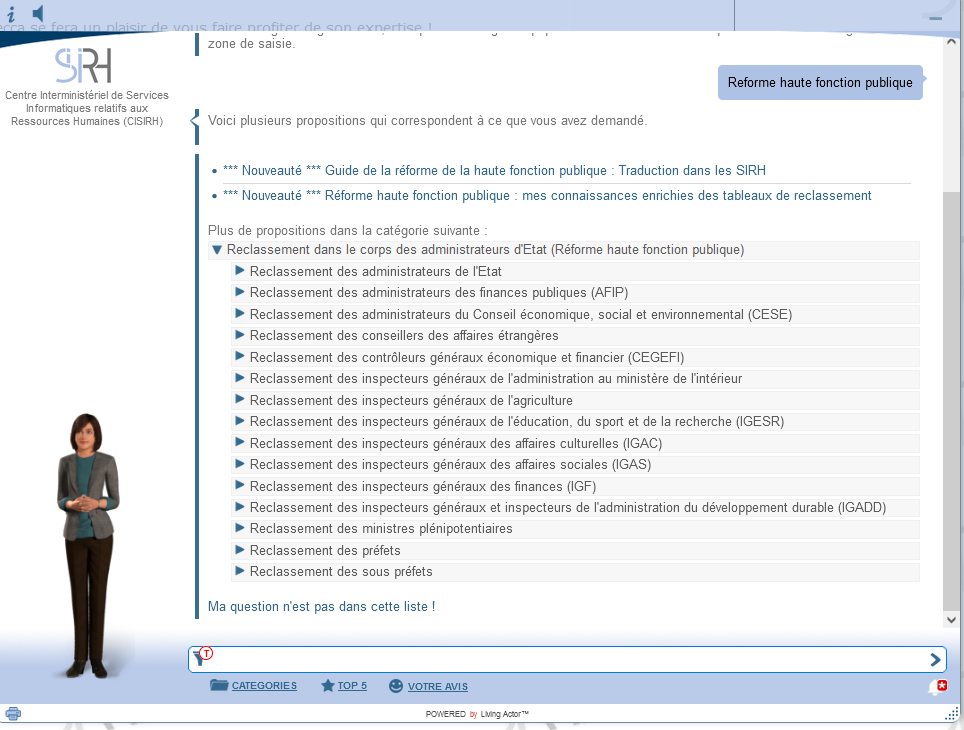 ecca se fera un plaisir de vous faire profiter de son expertise !
zone de saisie.
SIRH
Centre Interministériel de Services
Informatiques relatifs aux
Ressources Humaines (CISIRH)
Reforme haute fonction publique
Voici plusieurs propositions qui correspondent à ce que vous avez demandé.
*** Nouveauté *** Guide de la réforme de la haute fonction publique : Traduction dans les SIRH
*** Nouveauté *** Réforme haute fonction publique : mes connaissances enrichies des tableaux de reclassement
Plus de propositions dans la catégorie suivante :
Reclassement dans le corps des administrateurs d'Etat (Réforme haute fonction publique)
Reclassement des administrateurs de l'Etat
Reclassement des administrateurs des finances publiques (AFIP)
Reclassement des administrateurs du Conseil économique, social et environnemental (CESE)
Reclassement des conseillers des affaires étrangères
Reclassement des contrôleurs généraux économique et financier (CEGEFI)
Reclassement des inspecteurs généraux de l'administration au ministère de l'intérieur
Reclassement des inspecteurs généraux de l'agriculture
Reclassement des inspecteurs généraux de l'éducation, du sport et de la recherche (IGESR)
Reclassement des inspecteurs généraux des affaires culturelles (IGAC)
Reclassement des inspecteurs généraux des affaires sociales (IGAS)
Reclassement des inspecteurs généraux des finances (IGF)
Reclassement des inspecteurs généraux et inspecteurs de l'administration du développement durable (IGADD)
Reclassement des ministres plénipotentiaires
Reclassement des préfets
Reclassement des sous préfets
Ma question n'est pas dans cette liste !
T
CATEGORIES TOP 5 VOTRE AVIS
POWERED by Living Actor™